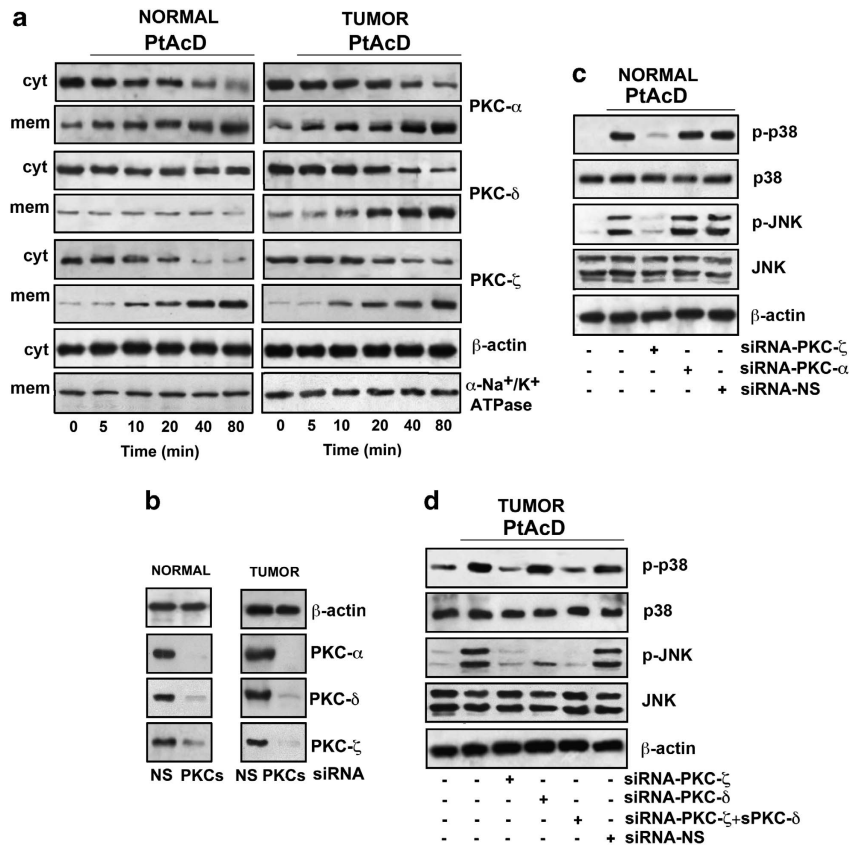 a
NORMAL
PtAcD
TUMOR
PtAcD
cyt
mem
PKC-α
cyt
mem
PKC-δ
cyt
mem
PKC-ζ
cyt
β-actin
mem
α-Na⁺/K⁺
ATPase
0 5 10 20 40 80
0 5 10 20 40 80
Time (min)
Time (min)
c
NORMAL
PtAcD
p-p38
p38
p-JNK
JNK
β-actin
- - + - - siRNA-PKC-ζ
- - - + - siRNA-PKC-α
- - - - + siRNA-NS
b
NORMAL
TUMOR
β-actin
PKC-α
PKC-δ
PKC-ζ
NS PKCs NS PKCs siRNA
d
TUMOR
PtAcD
p-p38
p38
p-JNK
JNK
β-actin
- - + - - - siRNA-PKC-ζ
- - - + - - siRNA-PKC-δ
- - - - + - siRNA-PKC-ζ+sPKC-δ
- - - - - + siRNA-NS